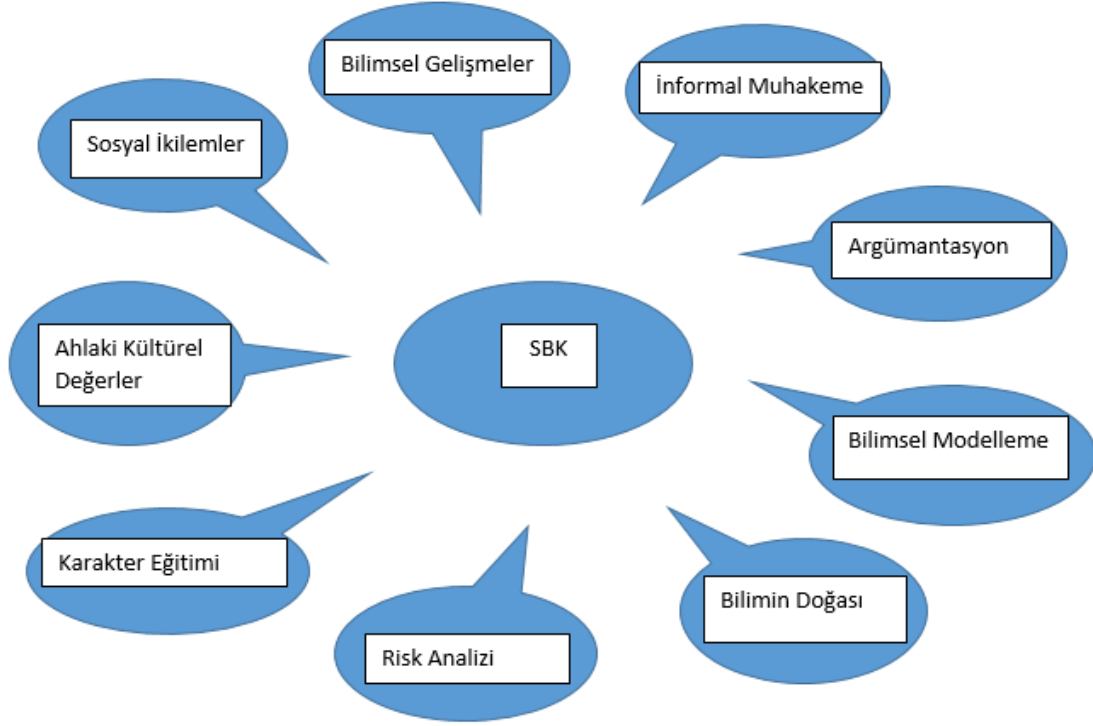 Bilimsel Gelişmeler
İnformal Muhakeme
Sosyal İkilemler
Argümantasyon
Ahlaki Kültürel
Değerler
SBK
Bilimsel Modelleme
Karakter Eğitimi
Bilimin Doğası
Risk Analizi